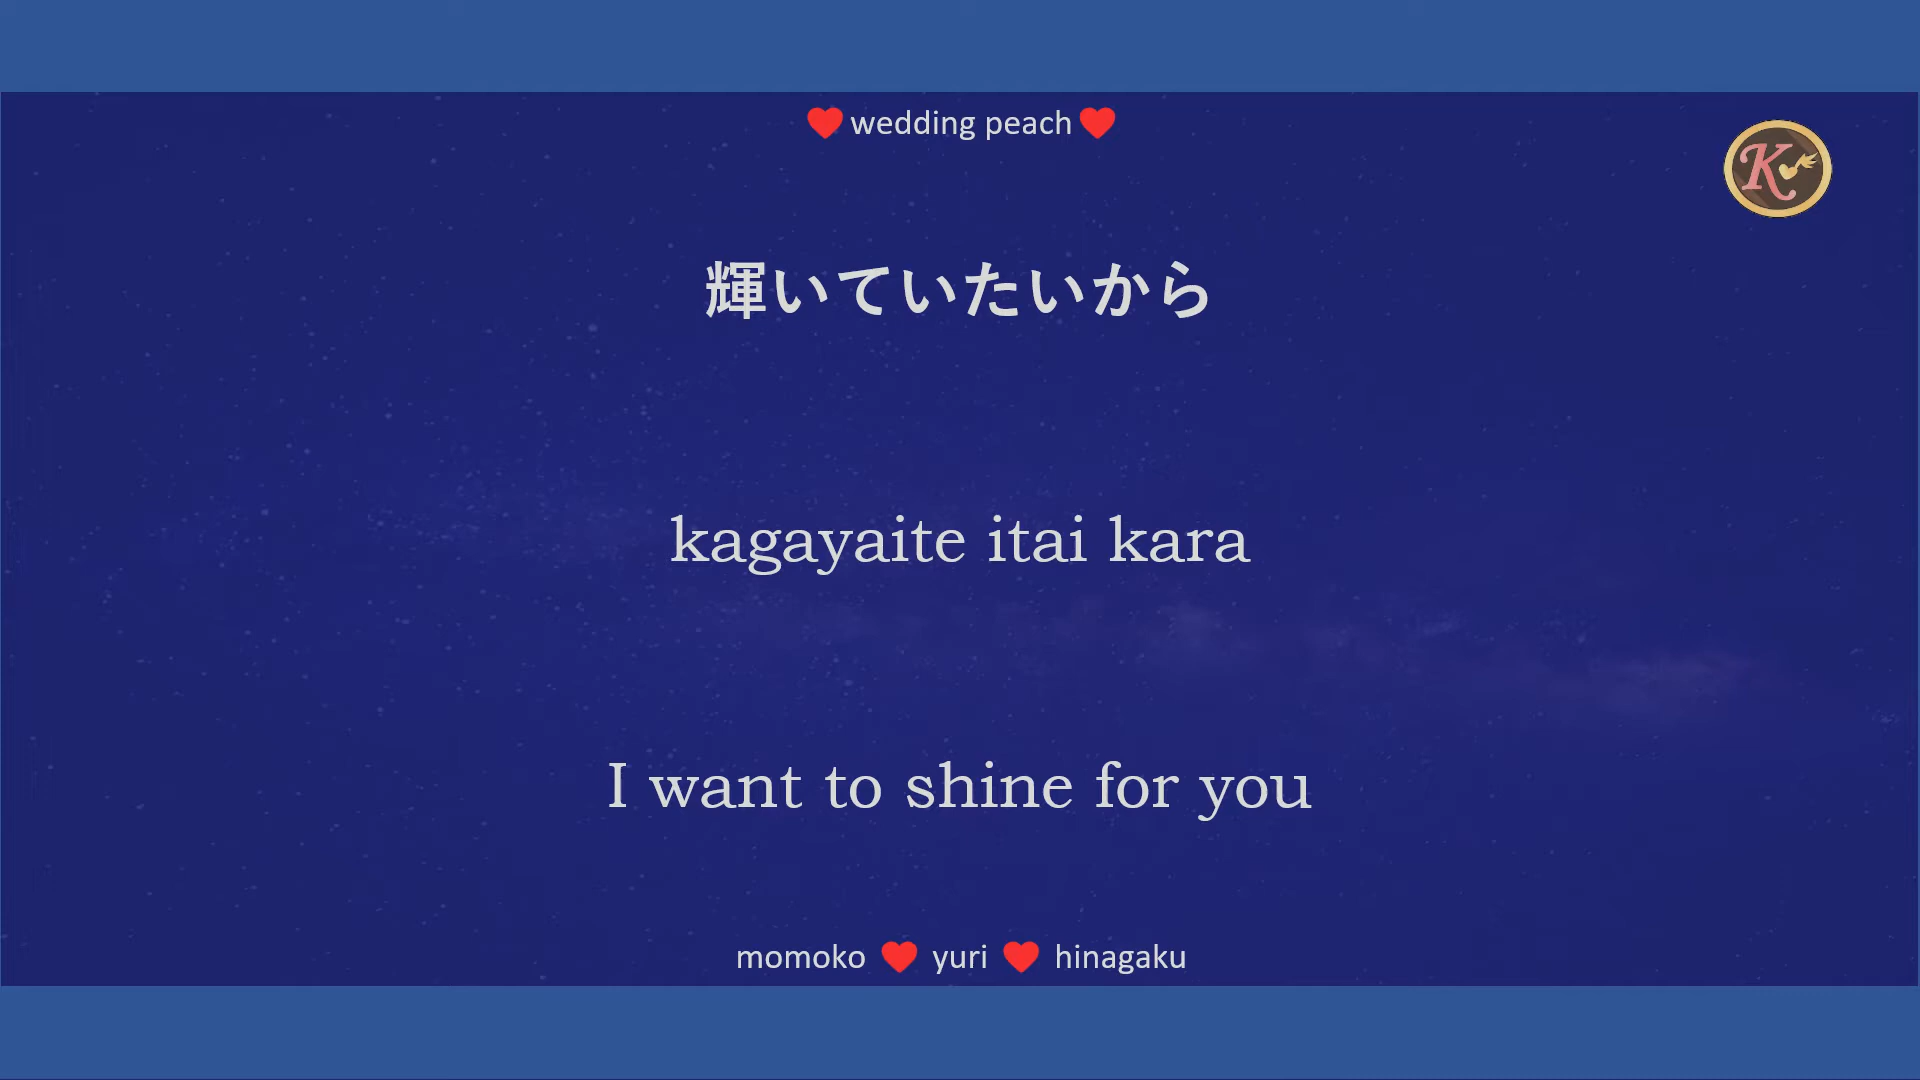 ❤️ wedding peach ❤️
K
輝いていたいから
kagayaite itai kara
I want to shine for you
momoko ❤️ yuri ❤️ hinagaku